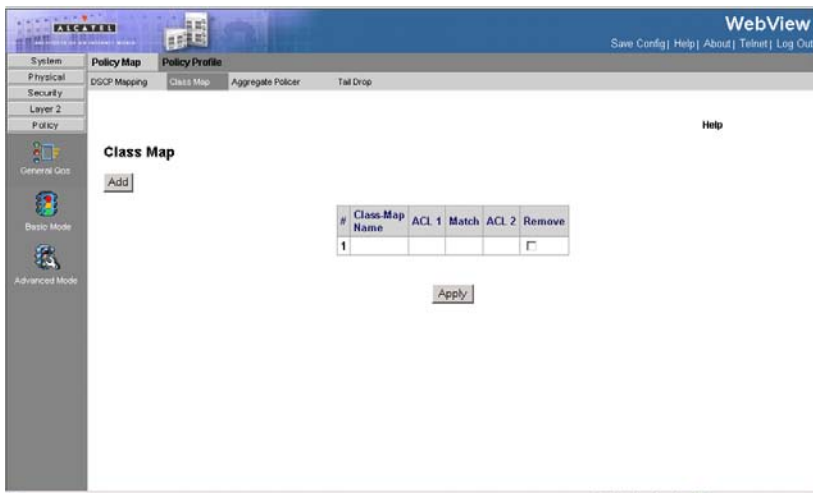 ALCATEL
WebView
Save Config| Help| About| Telnet| Log Out
System
Physical
Security
Layer 2
Policy
General Qos
Basic Mode
Advanced Mode
Policy Map Policy Profile
DSCP Mapping Class Map Aggregate Policer Tail Drop
Help
Class Map
Add
# Class-Map Name ACL 1 Match ACL 2 Remove
1
Apply